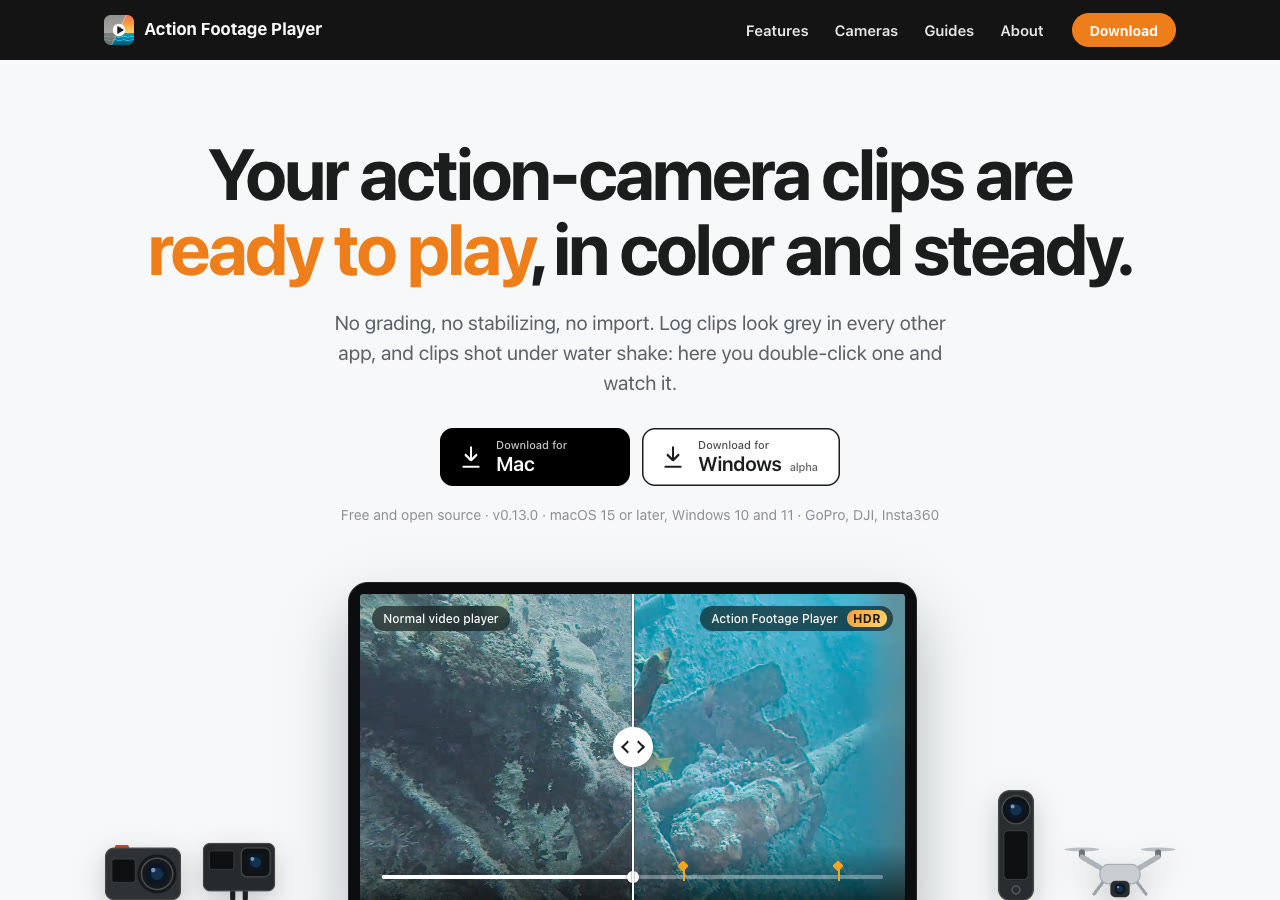 Action Footage Player
Features
Cameras
Guides
About
Download
Your action-camera clips are
ready to play, in color and steady.
No grading, no stabilizing, no import. Log clips look grey in every other
app, and clips shot under water shake: here you double-click one and
watch it.
Download for
Mac
Download for
Windows alpha
Free and open source · v0.13.0 · macOS 15 or later, Windows 10 and 11 · GoPro, DJI, Insta360
Normal video player
Action Footage Player HDR